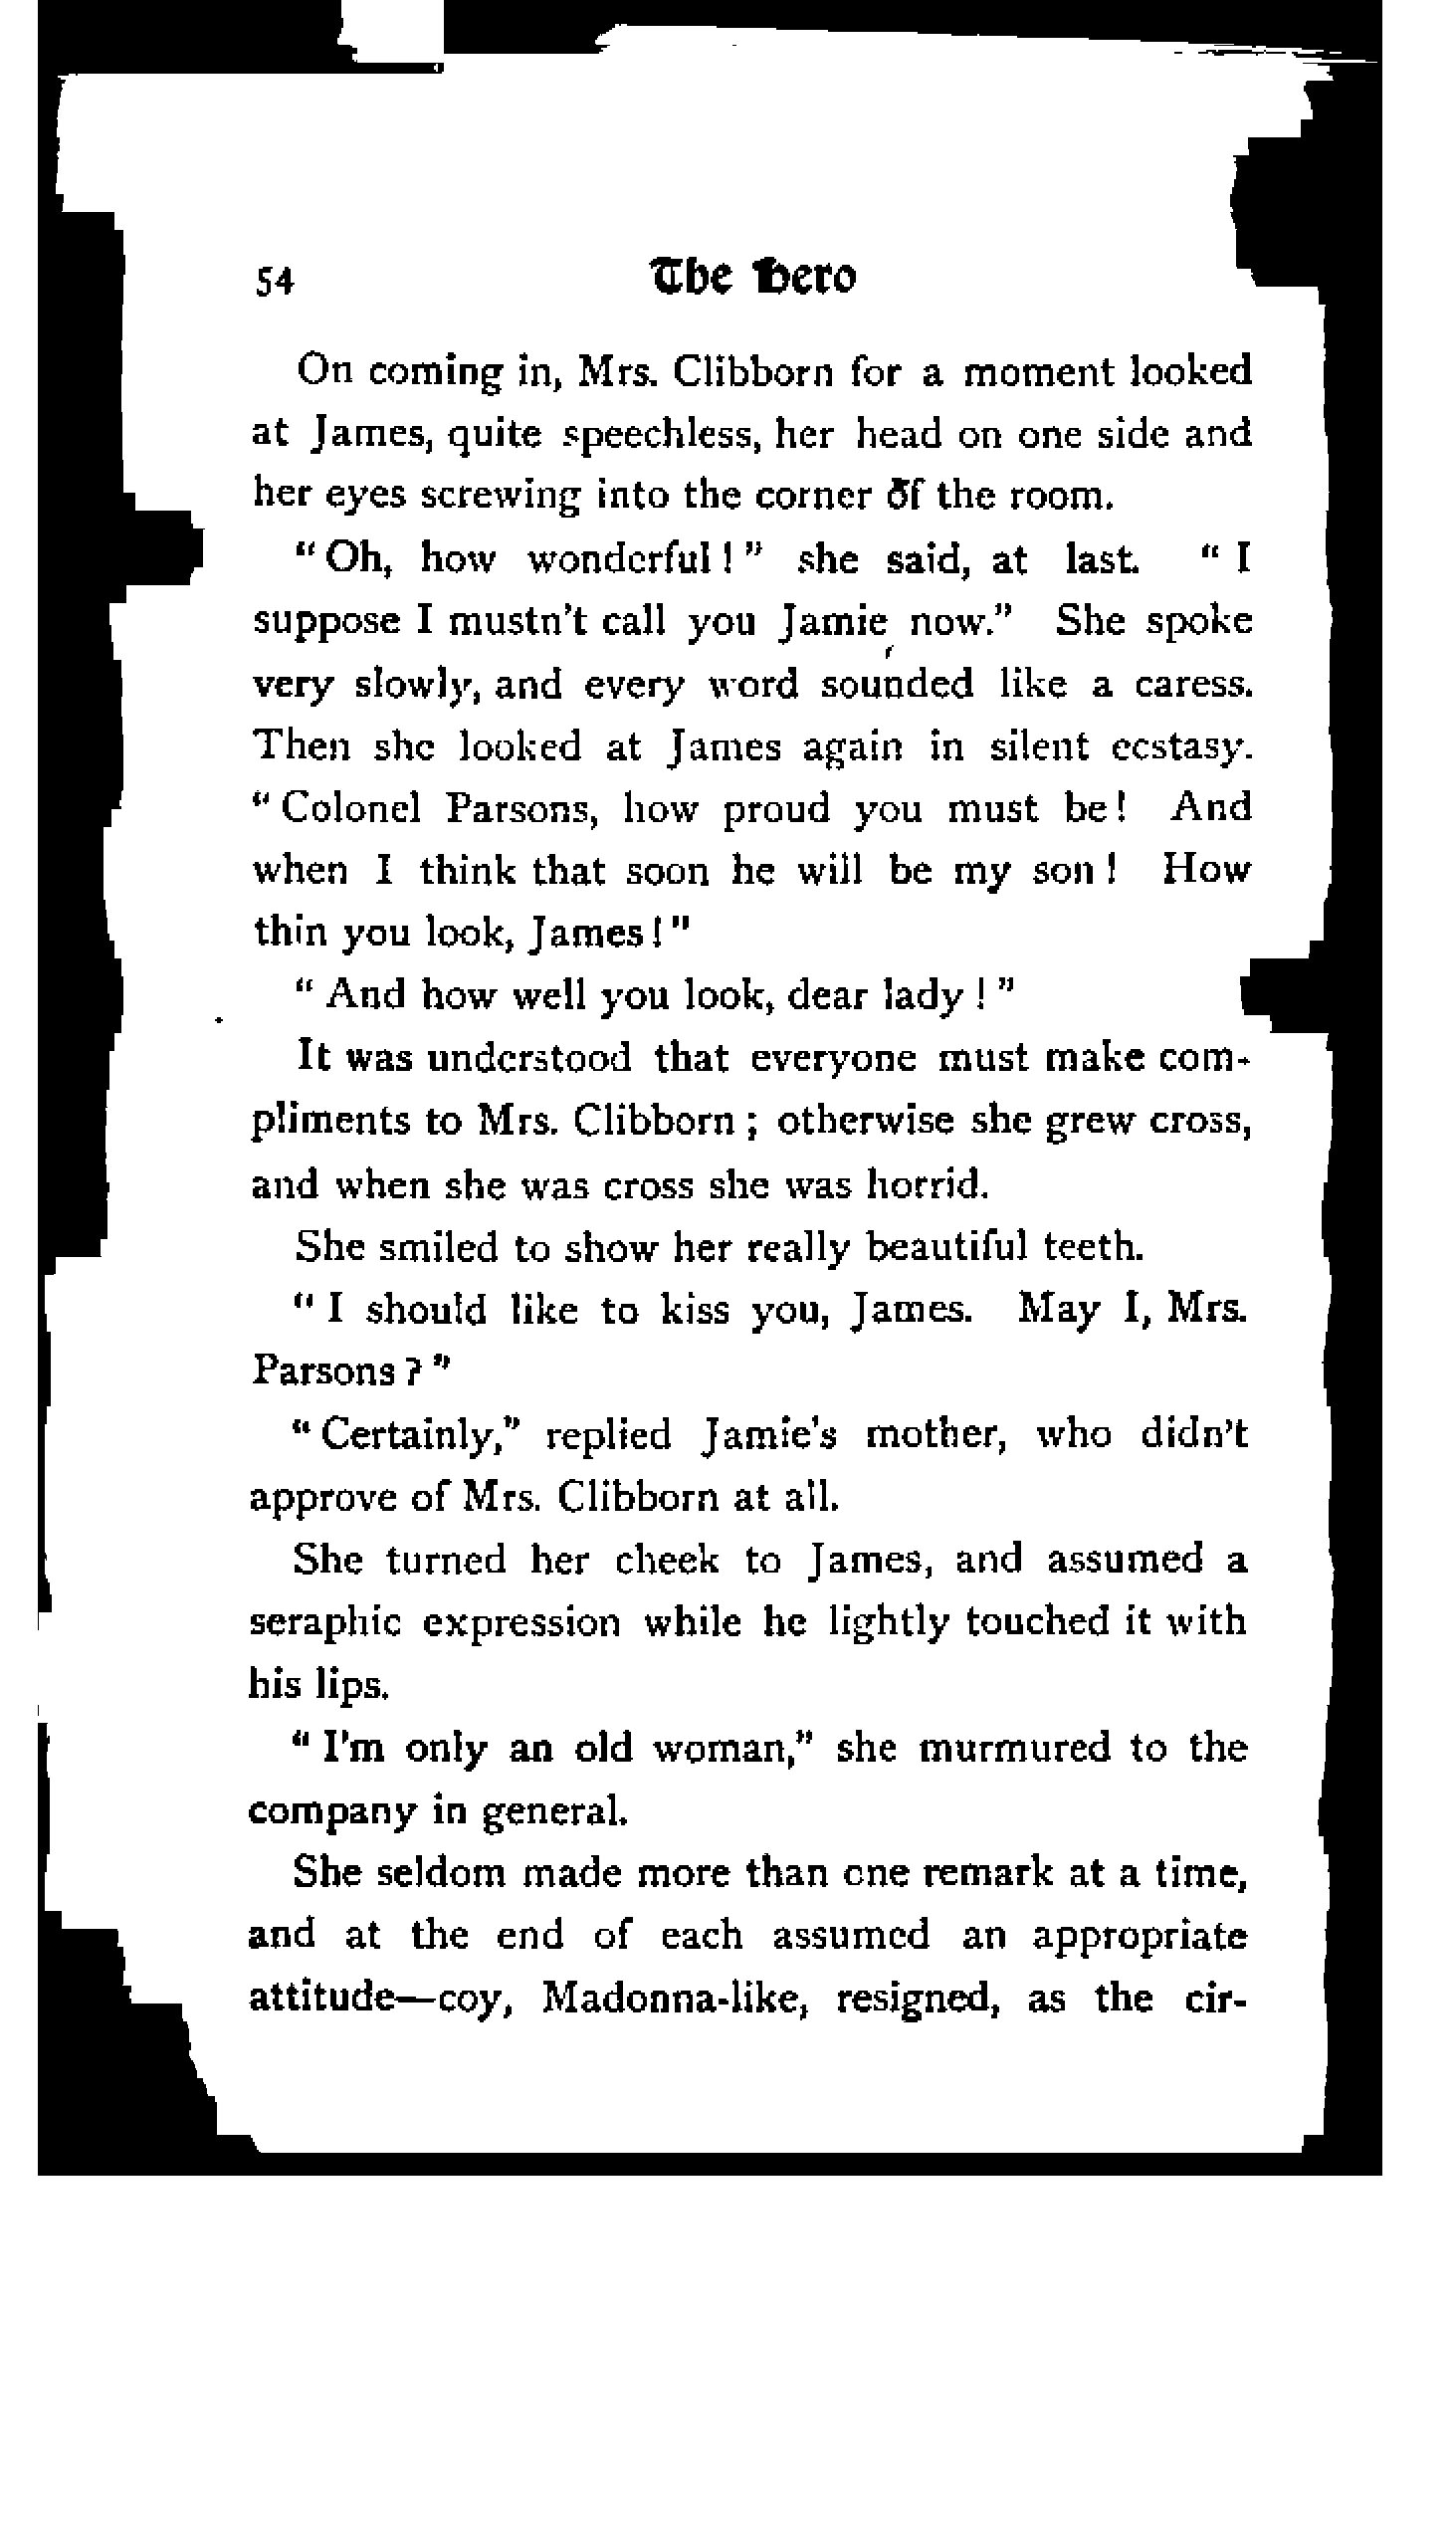 54 The Hero
On coming in, Mrs. Clibborn for a moment looked
at James, quite speechless, her head on one side and
her eyes screwing into the corner of the room.
"Oh, how wonderful!" she said, at last. "I
suppose I mustn't call you Jamie now." She spoke
very slowly, and every word sounded like a caress.
Then she looked at James again in silent ecstasy.
"Colonel Parsons, how proud you must be! And
when I think that soon he will be my son! How
thin you look, James!"
"And how well you look, dear lady!"
It was understood that everyone must make com-
pliments to Mrs. Clibborn; otherwise she grew cross,
and when she was cross she was horrid.
She smiled to show her really beautiful teeth.
"I should like to kiss you, James. May I, Mrs.
Parsons?"
"Certainly," replied Jamie's mother, who didn't
approve of Mrs. Clibborn at all.
She turned her cheek to James, and assumed a
seraphic expression while he lightly touched it with
his lips.
"I'm only an old woman," she murmured to the
company in general.
She seldom made more than one remark at a time,
and at the end of each assumed an appropriate
attitude—coy, Madonna-like, resigned, as the cir-